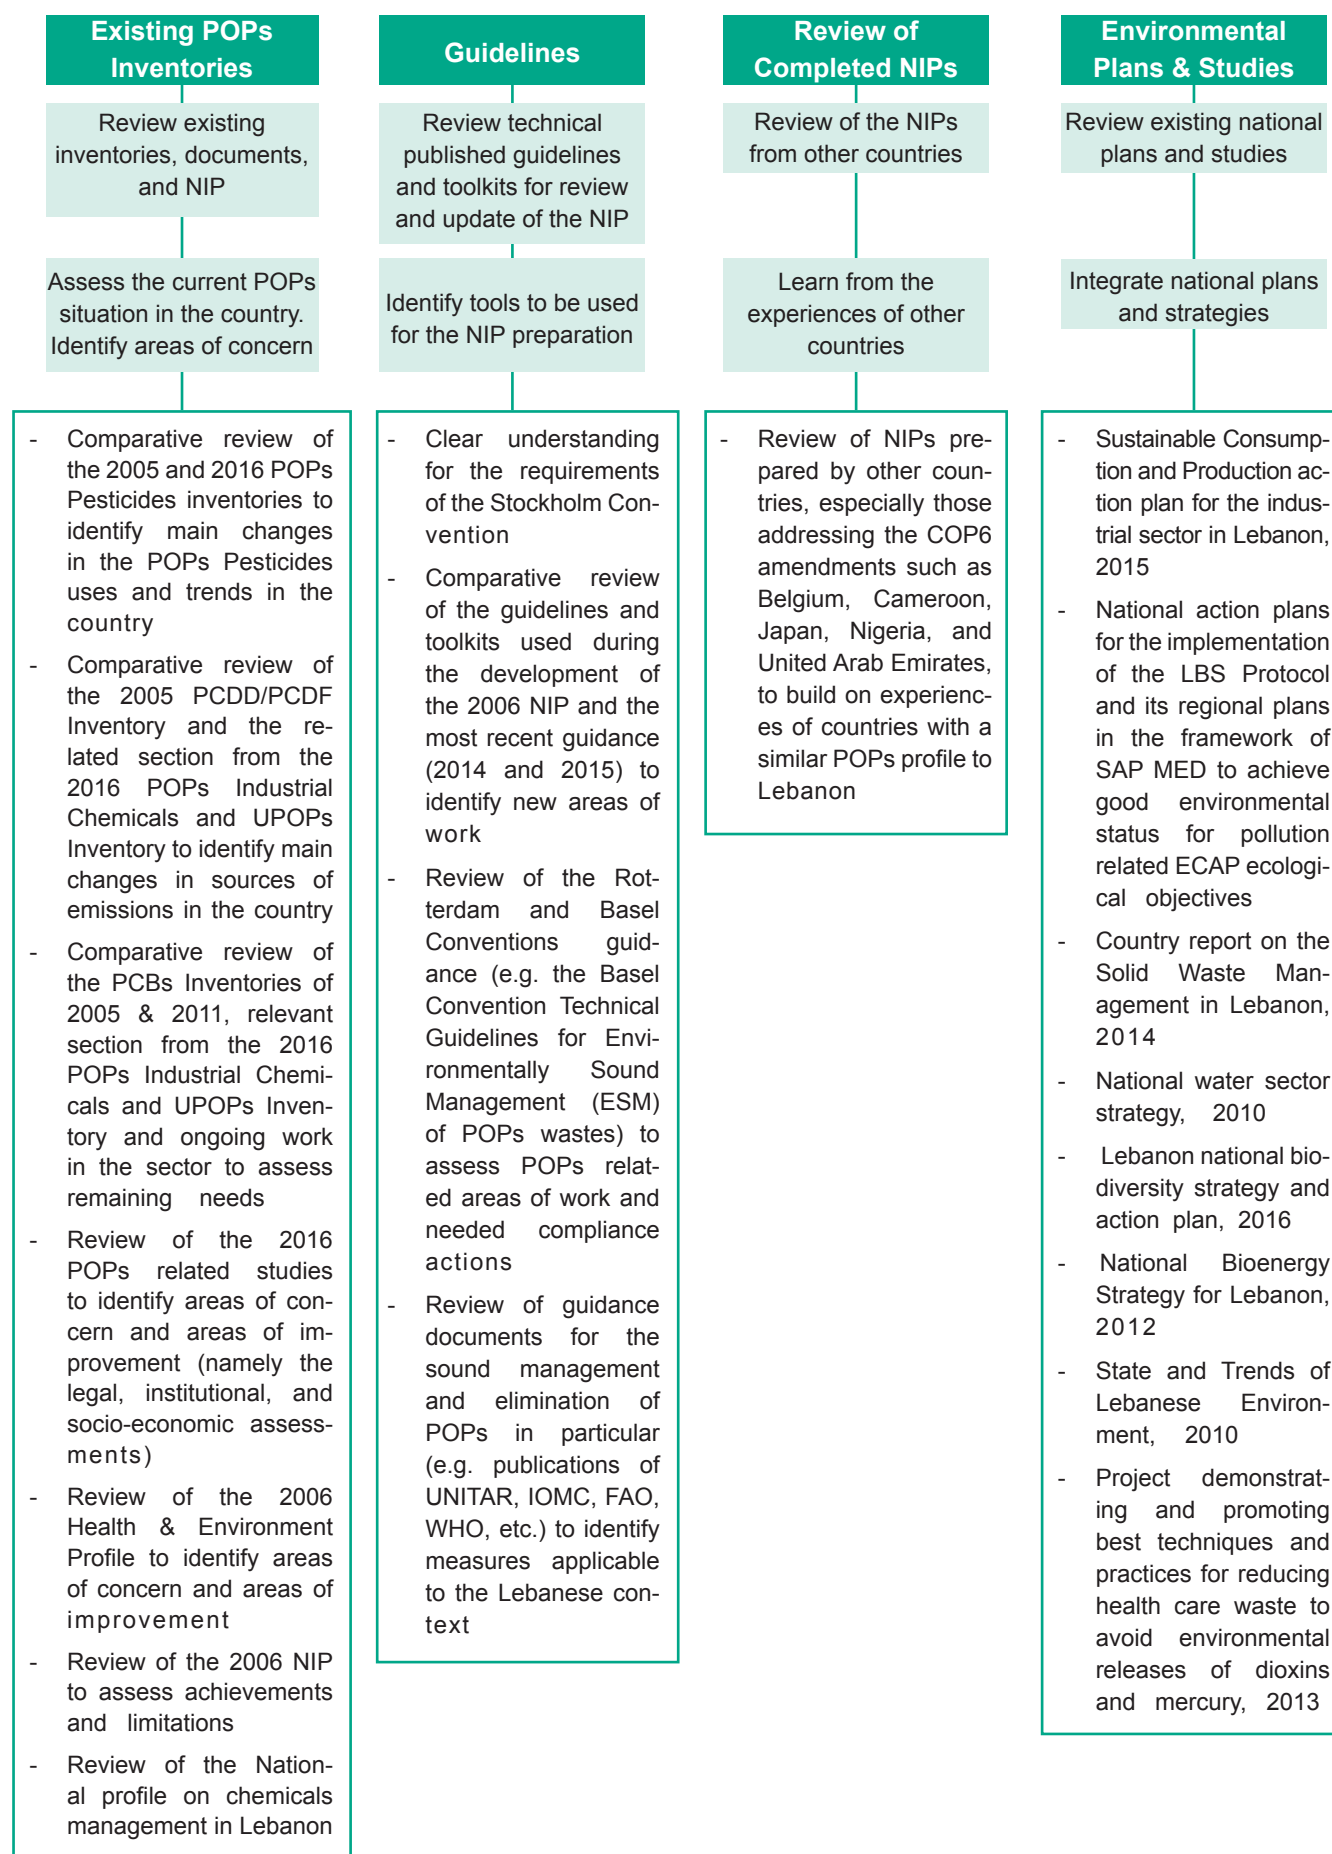 Existing POPs
Inventories
Review existing
inventories, documents,
and NIP
Assess the current POPs
situation in the country.
Identify areas of concern
- Comparative review of
the 2005 and 2016 POPs
Pesticides inventories to
identify main changes
in the POPs Pesticides
uses and trends in the
country
- Comparative review of
the 2005 PCDD/PCDF
Inventory and the re-
lated section from the
2016 POPs Industrial
Chemicals and UPOPs
Inventory to identify main
changes in sources of
emissions in the country
- Comparative review of
the PCBs Inventories of
2005 & 2011, relevant
section from the 2016
POPs Industrial Chemi-
cals and UPOPs Inven-
tory and ongoing work
in the sector to assess
remaining needs
- Review of the 2016
POPs related studies
to identify areas of con-
cern and areas of im-
provement (namely the
legal, institutional, and
socio-economic assess-
ments)
- Review of the 2006
Health & Environment
Profile to identify areas
of concern and areas of
improvement
- Review of the 2006 NIP
to assess achievements
and limitations
- Review of the Nation-
al profile on chemicals
management in Lebanon
Guidelines
Review technical
published guidelines
and toolkits for review
and update of the NIP
Identify tools to be used
for the NIP preparation
- Clear understanding
for the requirements
of the Stockholm Con-
vention
- Comparative review
of the guidelines and
toolkits used during
the development of
the 2006 NIP and the
most recent guidance
(2014 and 2015) to
identify new areas of
work
- Review of the Rot-
terdam and Basel
Conventions guid-
ance (e.g. the Basel
Convention Technical
Guidelines for Envi-
ronmentally Sound
Management (ESM)
of POPs wastes) to
assess POPs relat-
ed areas of work and
needed compliance
actions
- Review of guidance
documents for the
sound management
and elimination of
POPs in particular
(e.g. publications of
UNITAR, IOMC, FAO,
WHO, etc.) to identify
measures applicable
to the Lebanese con-
text
Review of
Completed NIPs
Review of the NIPs
from other countries
Learn from the
experiences of other
countries
- Review of NIPs pre-
pared by other coun-
tries, especially those
addressing the COP6
amendments such as
Belgium, Cameroon,
Japan, Nigeria, and
United Arab Emirates,
to build on experienc-
es of countries with a
similar POPs profile to
Lebanon
Environmental
Plans & Studies
Review existing national
plans and studies
Integrate national plans
and strategies
- Sustainable Consump-
tion and Production ac-
tion plan for the indus-
trial sector in Lebanon,
2015
- National action plans
for the implementation
of the LBS Protocol
and its regional plans
in the framework of
SAP MED to achieve
good environmental
status for pollution
related ECAP ecologi-
cal objectives
- Country report on the
Solid Waste Man-
agement in Lebanon,
2014
- National water sector
strategy, 2010
- Lebanon national bio-
diversity strategy and
action plan, 2016
- National Bioenergy
Strategy for Lebanon,
2012
- State and Trends of
Lebanese Environ-
ment, 2010
- Project demonstrat-
ing and promoting
best techniques and
practices for reducing
health care waste to
avoid environmental
releases of dioxins
and mercury, 2013